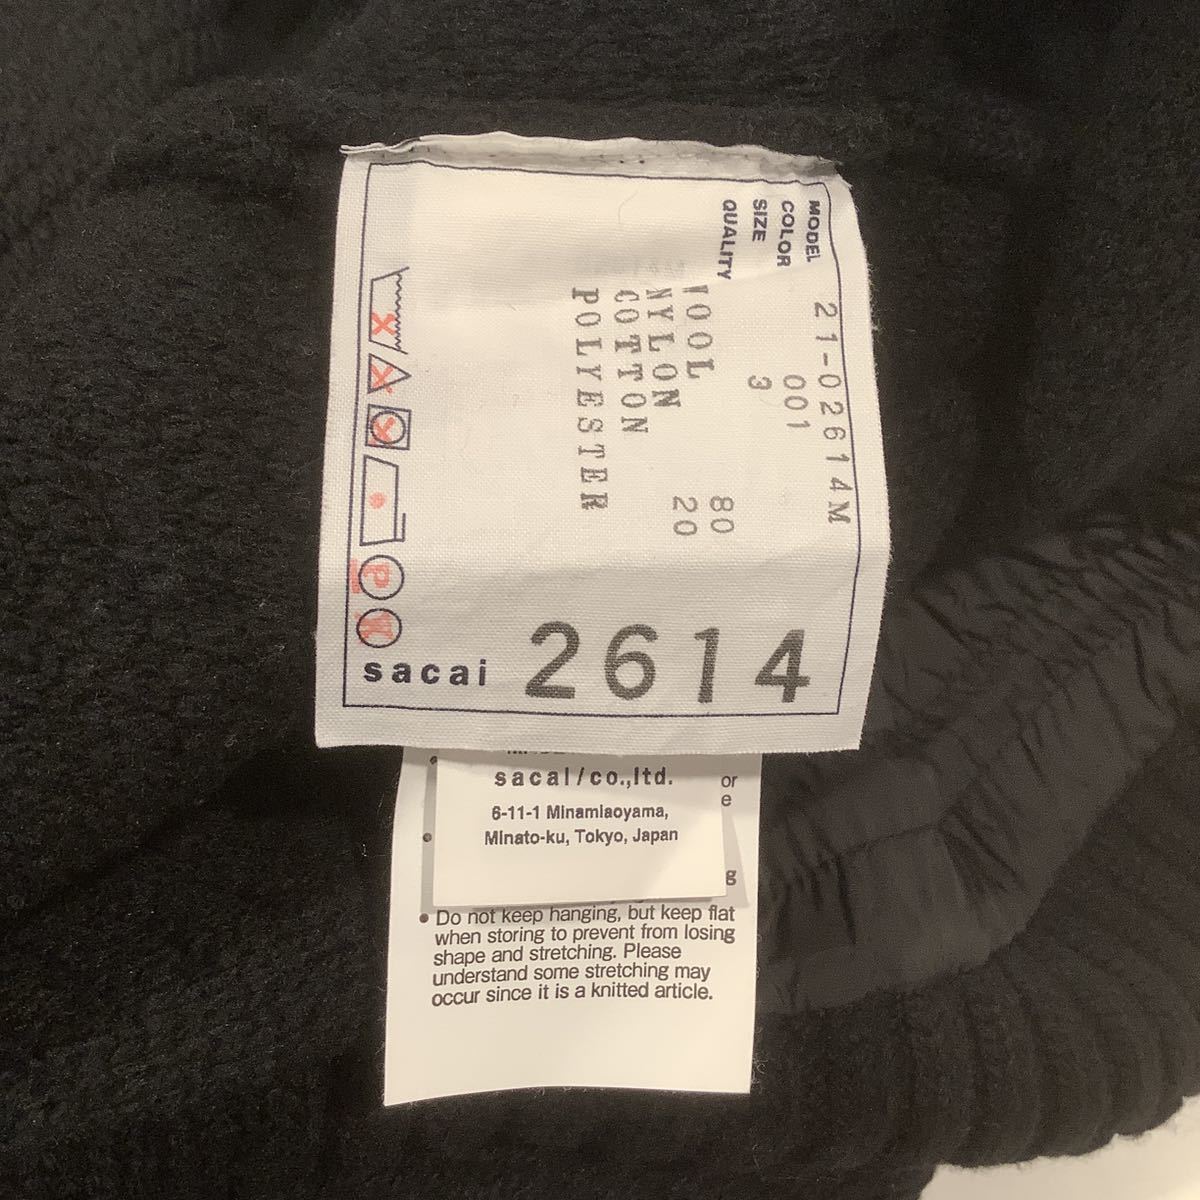 MODEL 21-02614M
COLOR 001
SIZE 3
QUALITY
WOOL 80
NYLON 20
COTTON
POLYESTER
P
sacai 2614
sacai/co.,ltd.
6-11-1 Minamiaoyama,
Minato-ku, Tokyo, Japan
or
e
g
• Do not keep hanging, but keep flat
when storing to prevent from losing
shape and stretching. Please
understand some stretching may
occur since it is a knitted article.